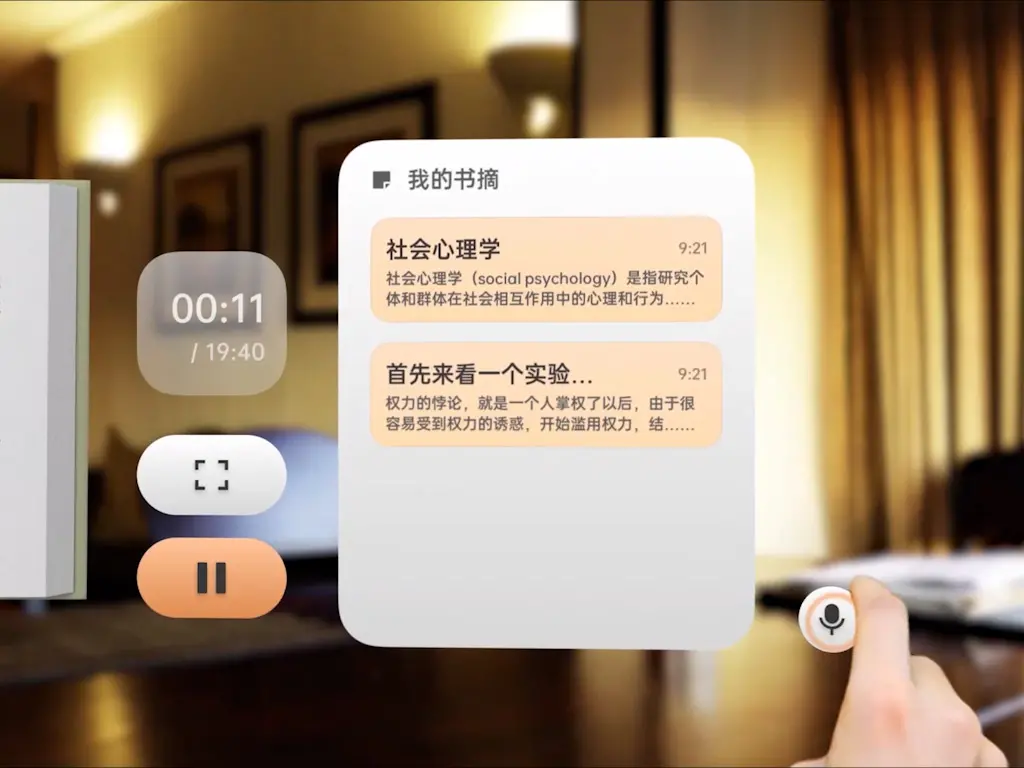 00:11
/ 19:40
我的书摘
社会心理学
9:21
社会心理学（social psychology）是指研究个
体和群体在社会相互作用中的心理和行为……
首先来看一个实验...
9:21
权力的悖论，就是一个人掌权了以后，由于很
容易受到权力的诱惑，开始滥用权力，结……